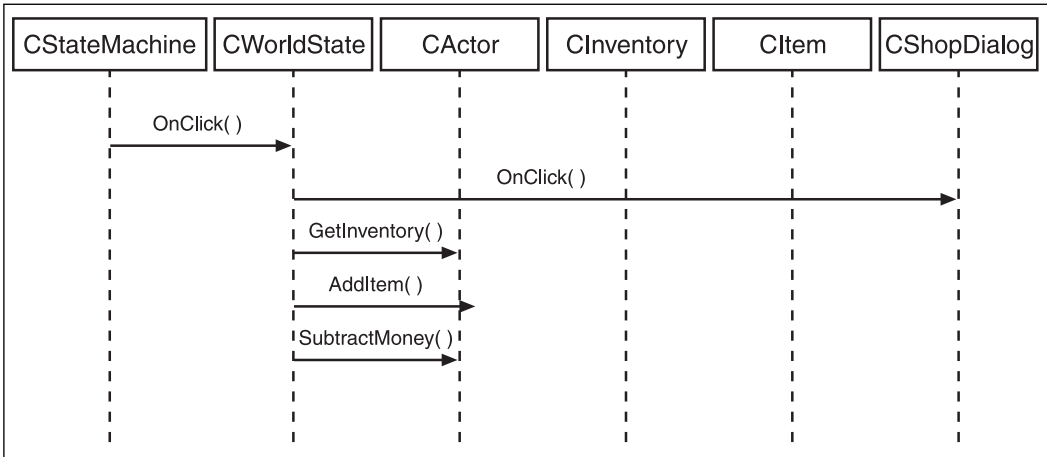 CStateMachine
CWorldState
CActor
CInventory
CItem
CShopDialog
OnClick( )
OnClick( )
GetInventory( )
AddItem( )
SubtractMoney( )